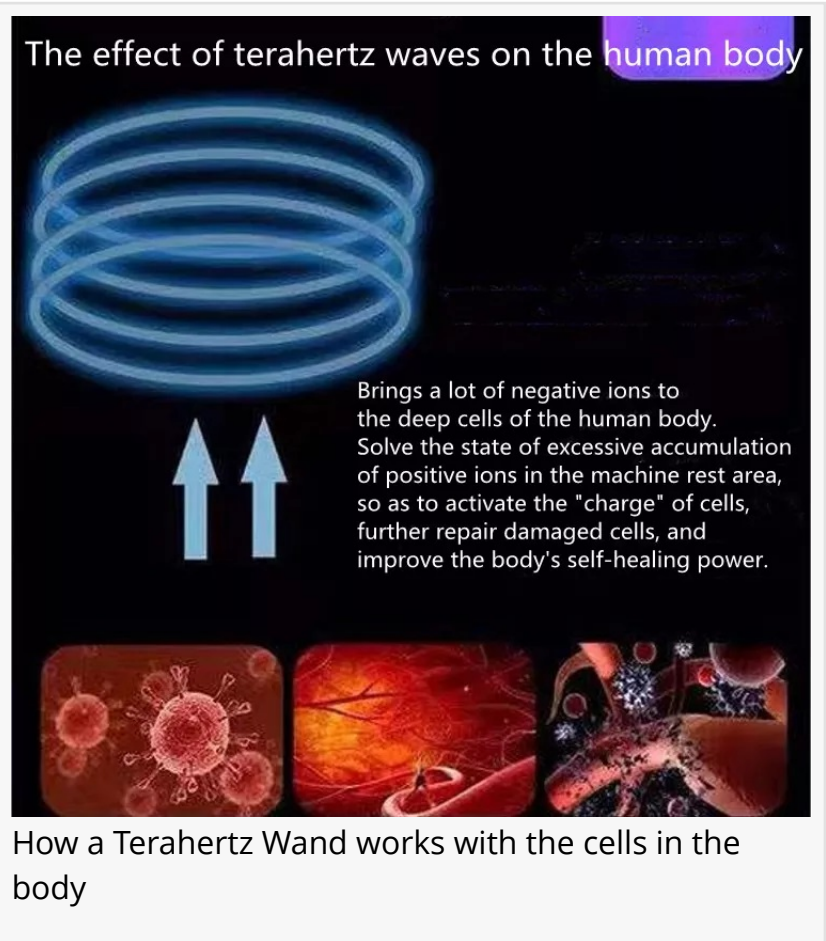 The effect of terahertz waves on the human body
Brings a lot of negative ions to
the deep cells of the human body.
Solve the state of excessive accumulation
of positive ions in the machine rest area,
so as to activate the "charge" of cells,
further repair damaged cells, and
improve the body's self-healing power.
How a Terahertz Wand works with the cells in the
body